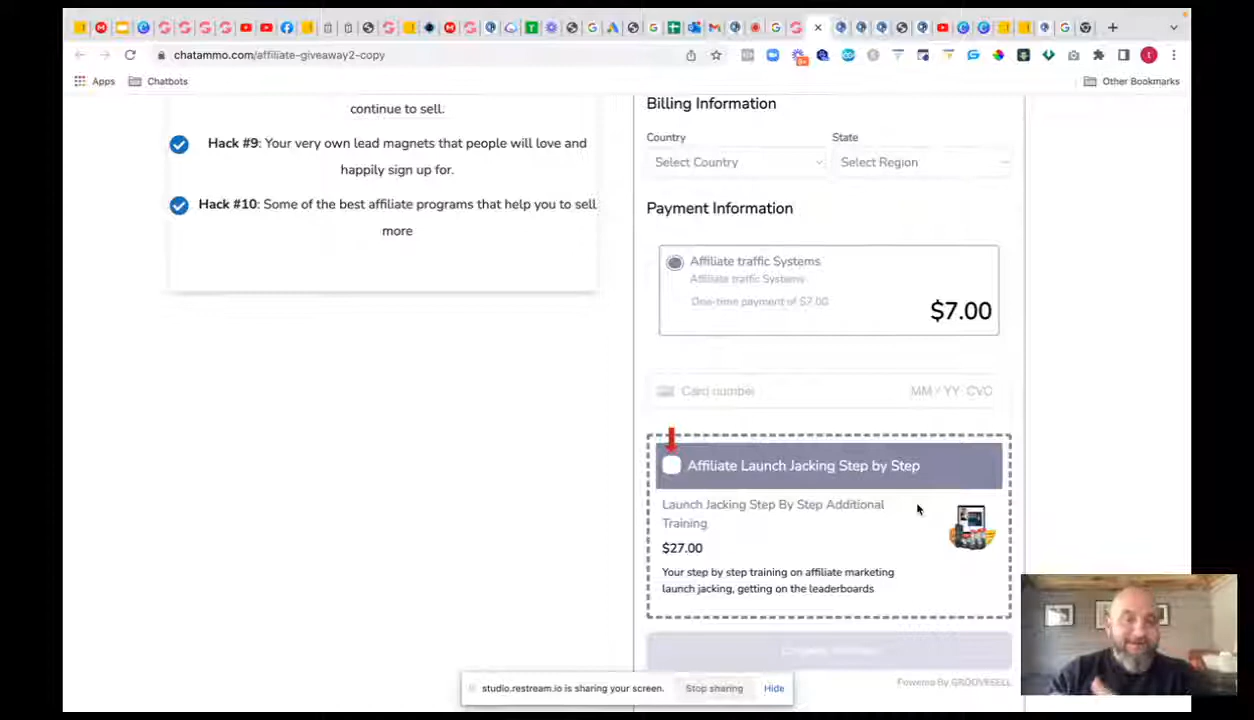 chatammo.com/affiliate-giveaway2-copy
Apps
Chatbots
Other Bookmarks
continue to sell.
Hack #9: Your very own lead magnets that people will love and
happily sign up for.
Hack #10: Some of the best affiliate programs that help you to sell
more
Billing Information
Country
State
Select Country
Select Region
Payment Information
Affiliate traffic Systems
Affiliate traffic Systems
One-time payment of $7.00
$7.00
Card number
MM / YY CVC
Affiliate Launch Jacking Step by Step
Launch Jacking Step By Step Additional
Training
$27.00
Your step by step training on affiliate marketing
launch jacking, getting on the leaderboards
Powered By GROOVESELL
studio.restream.io is sharing your screen.
Stop sharing
Hide